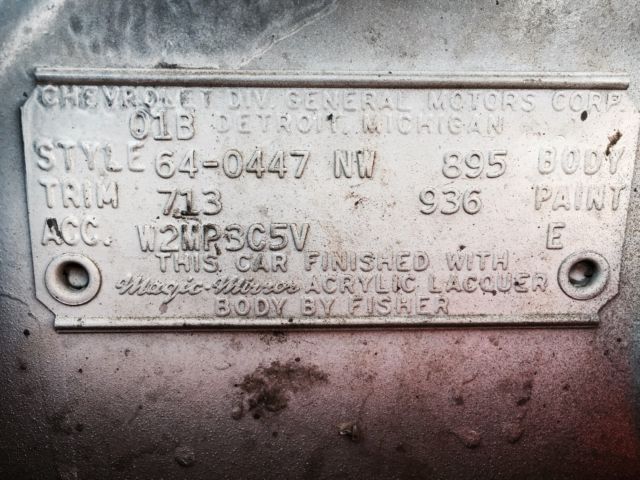 CHEVROLET DIV. GENERAL MOTORS CORP.
01B DETROIT, MICHIGAN
STYLE 64-0447 NW 895 BODY
TRIM 713 936 PAINT
ACC. W2MP3C5V E
THIS CAR FINISHED WITH
Magic-Mirror ACRYLIC LACQUER
BODY BY FISHER